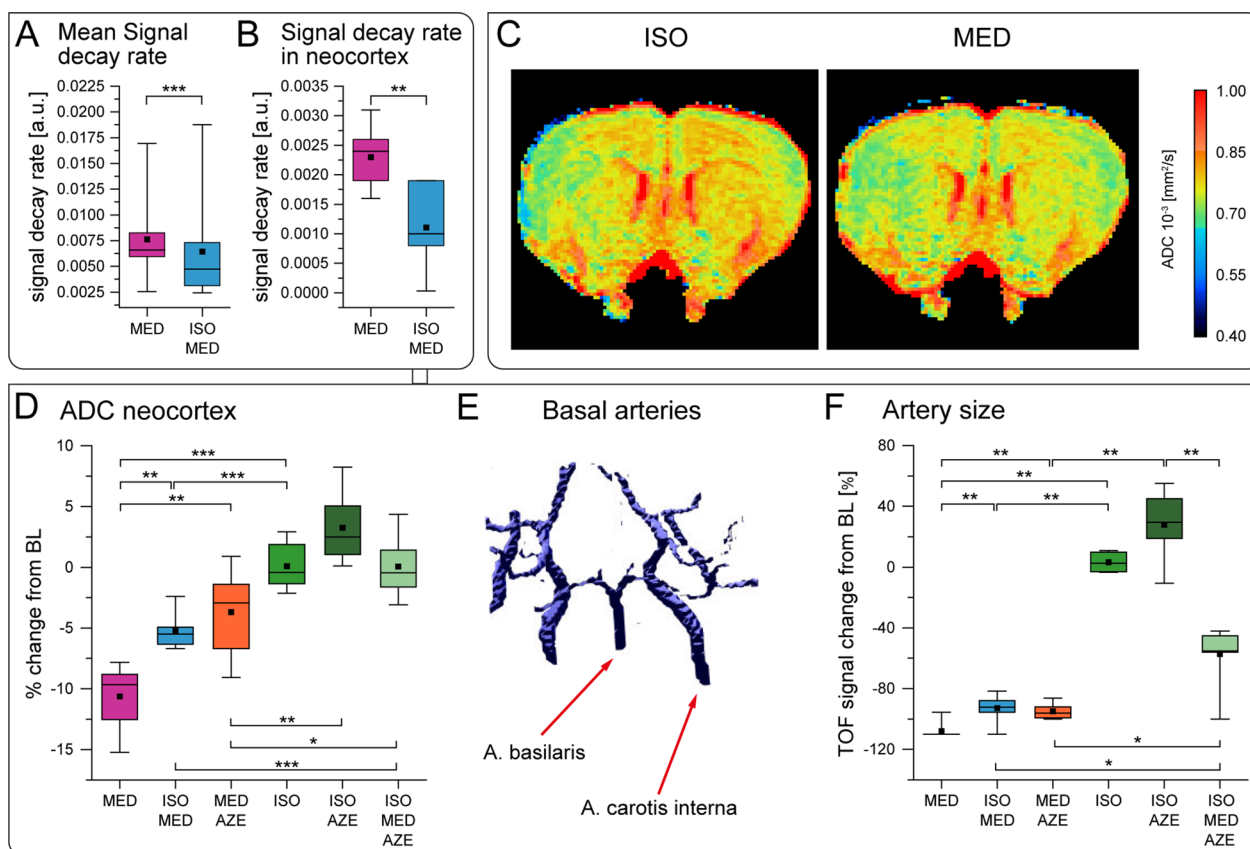 A Mean Signal
decay rate
signal decay rate [a.u.]
0.0225
0.0200
0.0175
0.0150
0.0125
0.0100
0.0075
0.0050
0.0025
***
MED
ISO
MED
B Signal decay rate
in neocortex
signal decay rate [a.u.]
0.0035
0.0030
0.0025
0.0020
0.0015
0.0010
0.0005
0.0000
**
MED
ISO
MED
C
ISO
MED
1.00
0.85
0.70
0.55
0.40
ADC 10⁻³ [mm²/s]
D ADC neocortex
% change from BL
10
5
0
-5
-10
-15
***
** ***
**
**
*
***
MED
ISO
MED
MED
AZE
ISO
ISO
AZE
ISO
MED
AZE
E Basal arteries
A. basilaris
A. carotis interna
F Artery size
TOF signal change from BL [%]
80
40
0
-40
-80
-120
** ** **
**
** **
*
*
MED
ISO
MED
MED
AZE
ISO
ISO
AZE
ISO
MED
AZE